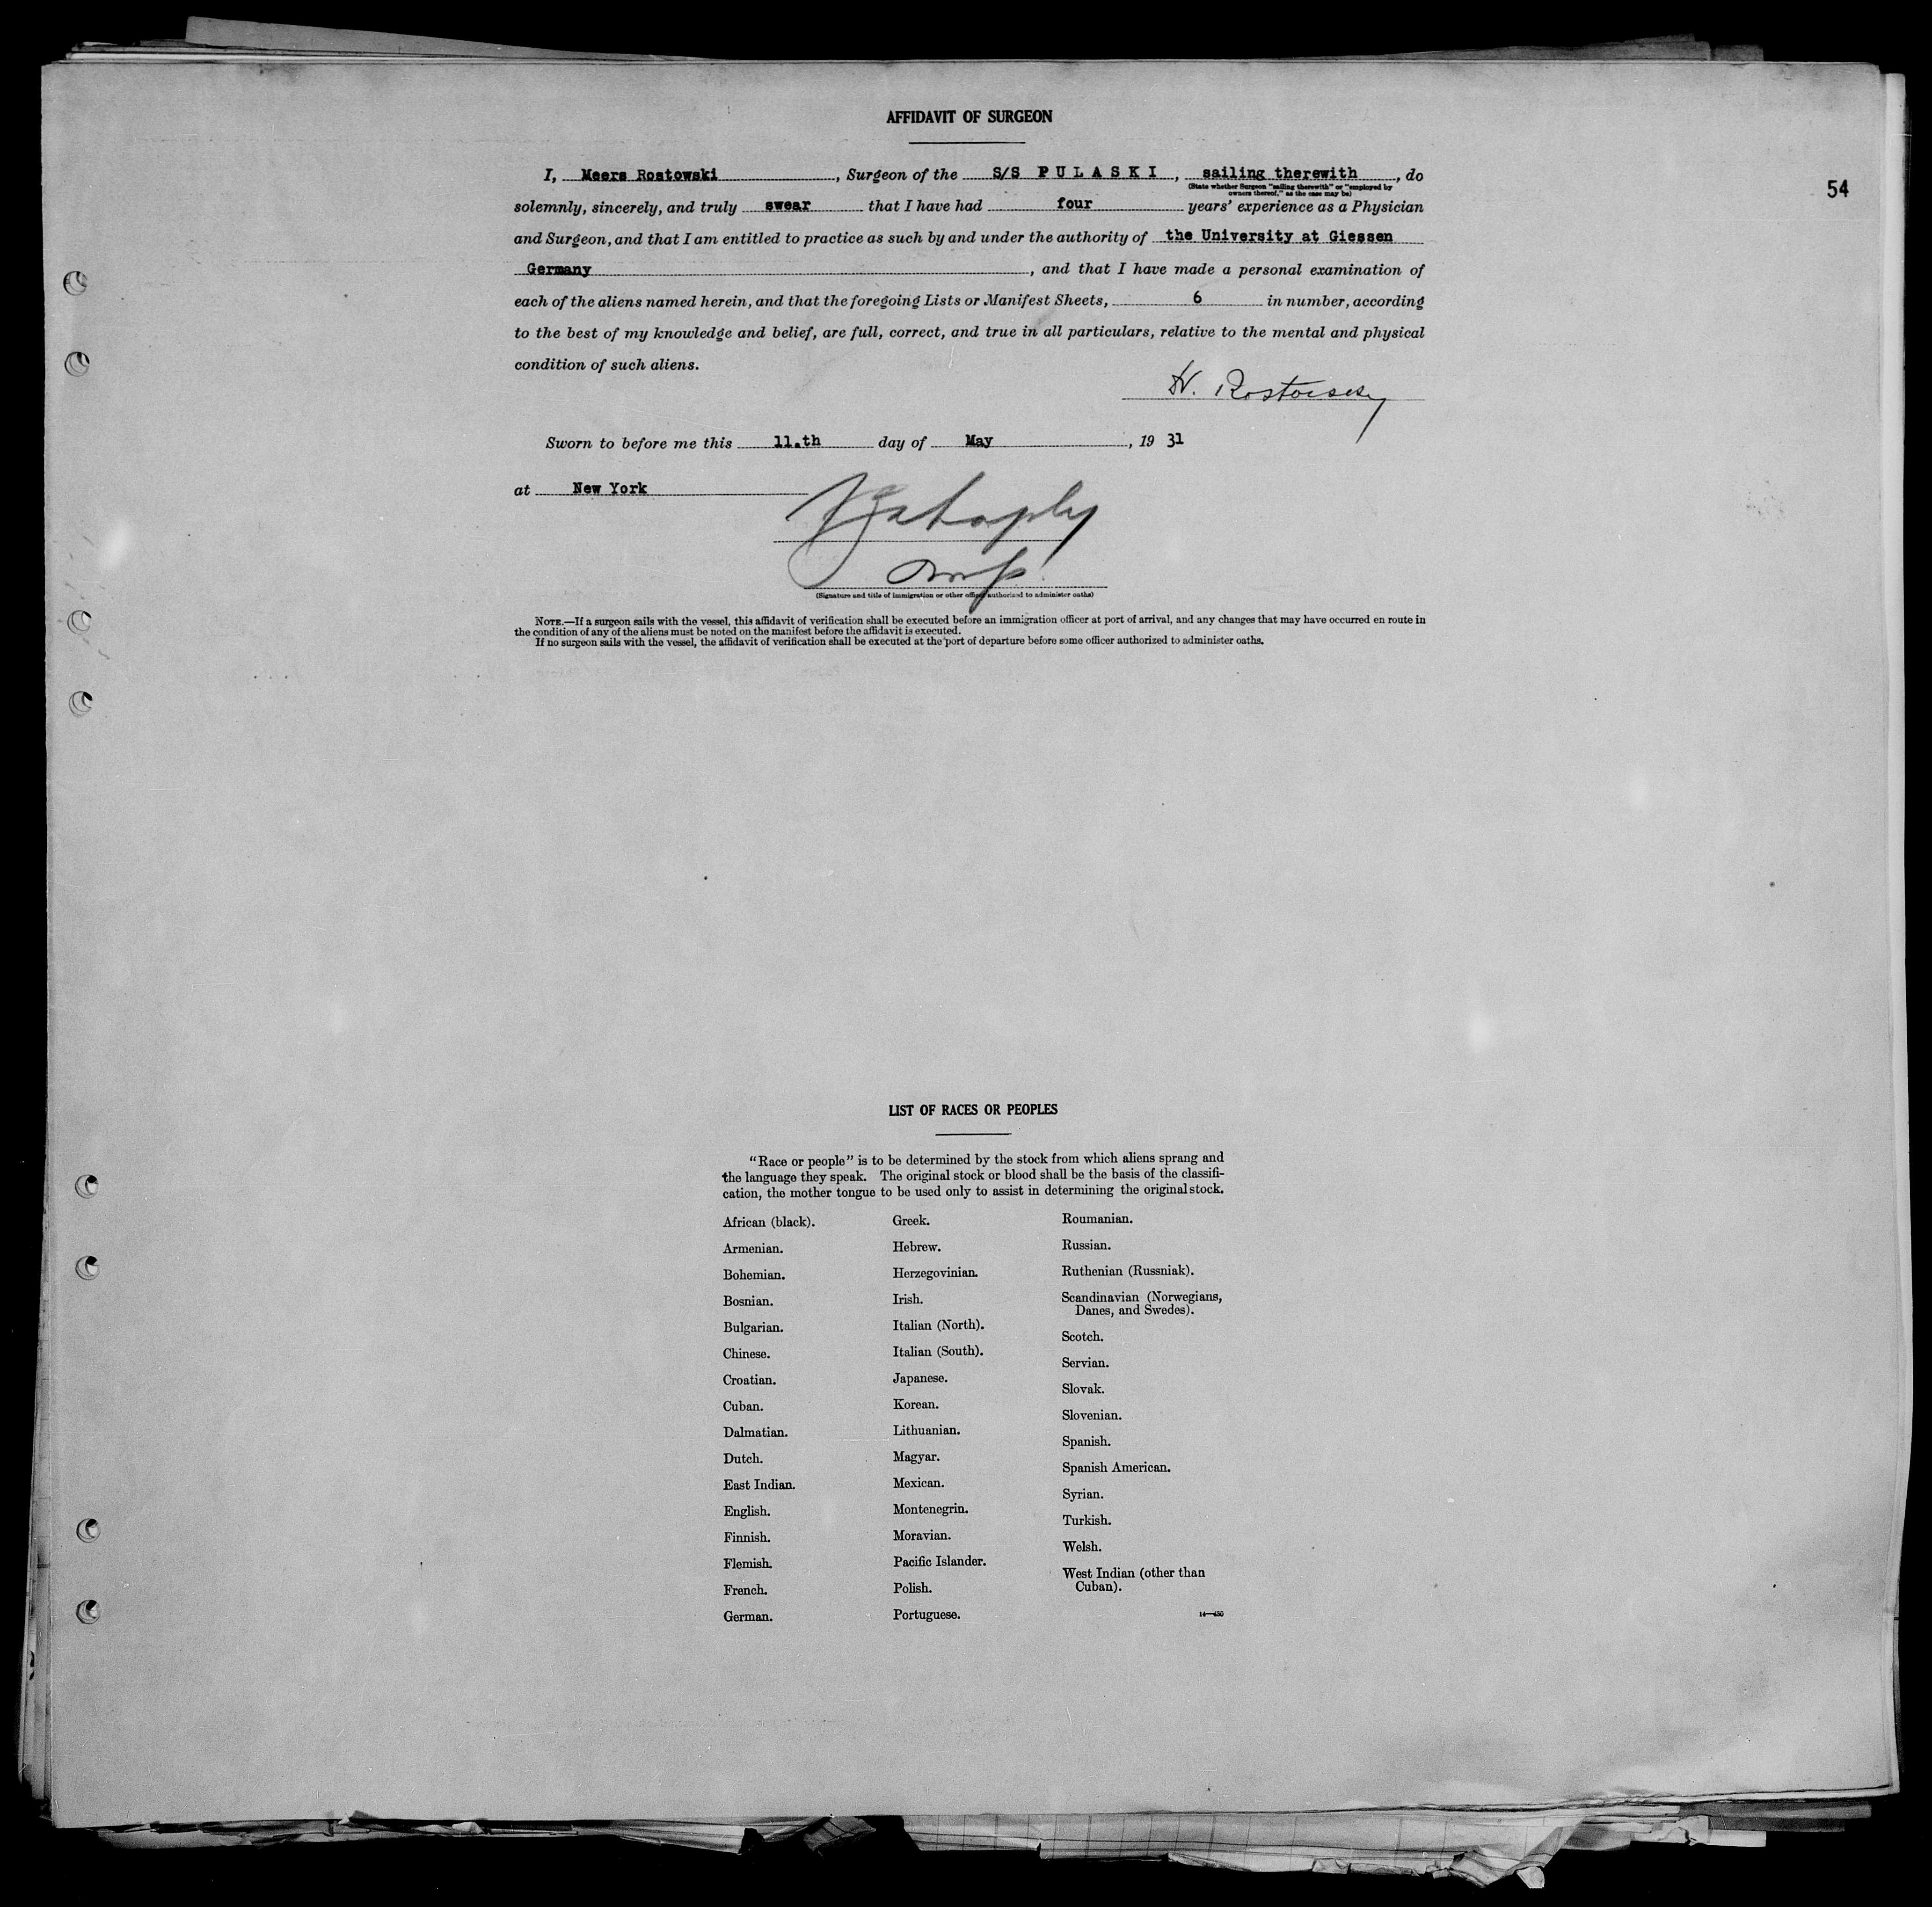 AFFIDAVIT OF SURGEON
54
I, Meers Rostowski, Surgeon of the S/S PULASKI, sailing therewith, do
(State whether Surgeon "sailing therewith" or "employed by
owners thereof," as the case may be)
solemnly, sincerely, and truly swear that I have had four years' experience as a Physician
and Surgeon, and that I am entitled to practice as such by and under the authority of the University at Giessen
Germany, and that I have made a personal examination of
each of the aliens named herein, and that the foregoing Lists or Manifest Sheets, 6 in number, according
to the best of my knowledge and belief, are full, correct, and true in all particulars, relative to the mental and physical
condition of such aliens.
Sworn to before me this 11.th day of May, 19 31
at New York
(Signature and title of immigration or other officer authorized to administer oaths)
NOTE.—If a surgeon sails with the vessel, this affidavit of verification shall be executed before an immigration officer at port of arrival, and any changes that may have occurred en route in
the condition of any of the aliens must be noted on the manifest before the affidavit is executed.
If no surgeon sails with the vessel, the affidavit of verification shall be executed at the port of departure before some officer authorized to administer oaths.
LIST OF RACES OR PEOPLES
"Race or people" is to be determined by the stock from which aliens sprang and
the language they speak. The original stock or blood shall be the basis of the classifi-
cation, the mother tongue to be used only to assist in determining the original stock.
African (black).
Armenian.
Bohemian.
Bosnian.
Bulgarian.
Chinese.
Croatian.
Cuban.
Dalmatian.
Dutch.
East Indian.
English.
Finnish.
Flemish.
French.
German.
Greek.
Hebrew.
Herzegovinian.
Irish.
Italian (North).
Italian (South).
Japanese.
Korean.
Lithuanian.
Magyar.
Mexican.
Montenegrin.
Moravian.
Pacific Islander.
Polish.
Portuguese.
Roumanian.
Russian.
Ruthenian (Russniak).
Scandinavian (Norwegians,
Danes, and Swedes).
Scotch.
Servian.
Slovak.
Slovenian.
Spanish.
Spanish American.
Syrian.
Turkish.
Welsh.
West Indian (other than
Cuban).
14—450